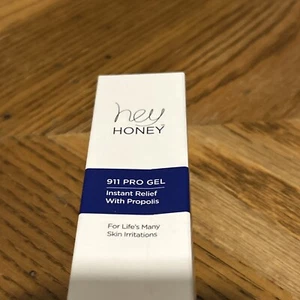 hey
HONEY
911 PRO GEL
Instant Relief
With Propolis
For Life's Many
Skin Irritations